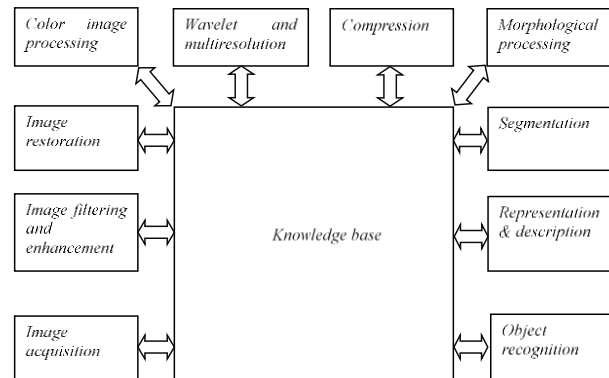 Color image
processing
Wavelet and
multiresolution
Compression
Morphological
processing
Image
restoration
Segmentation
Image filtering
and
enhancement
Knowledge base
Representation
& description
Image
acquisition
Object
recognition